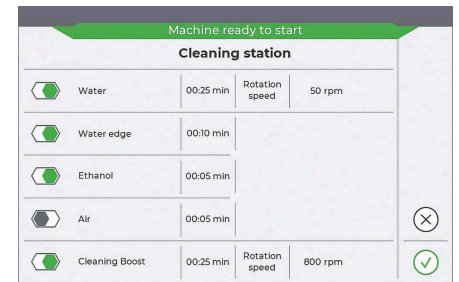 Machine ready to start
Cleaning station
Water 00:25 min Rotation speed 50 rpm
Water edge 00:10 min
Ethanol 00:05 min
Air 00:05 min
Cleaning Boost 00:25 min Rotation speed 800 rpm